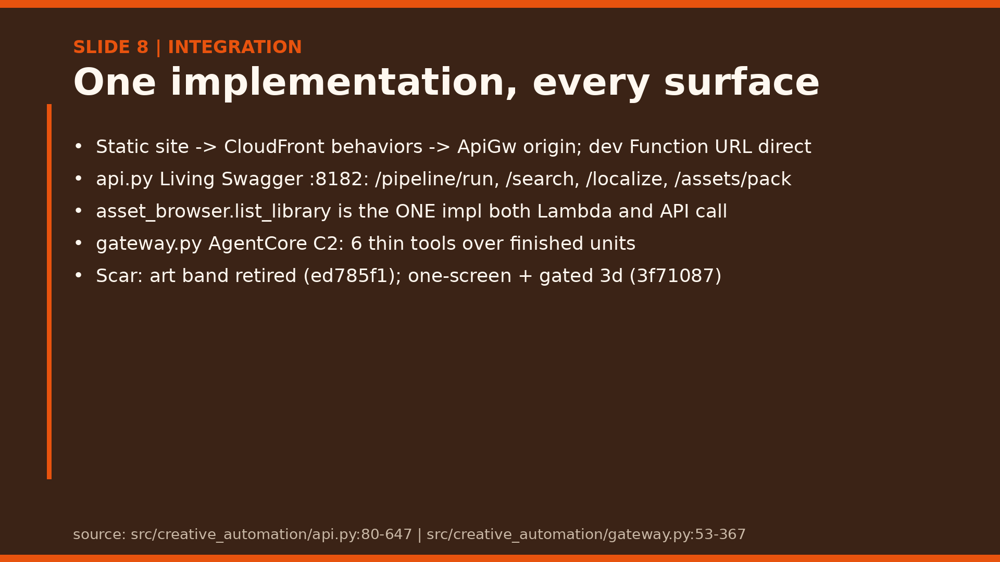 SLIDE 8 | INTEGRATION
One implementation, every surface
• Static site -> CloudFront behaviors -> ApiGw origin; dev Function URL direct
• api.py Living Swagger :8182: /pipeline/run, /search, /localize, /assets/pack
• asset_browser.list_library is the ONE impl both Lambda and API call
• gateway.py AgentCore C2: 6 thin tools over finished units
• Scar: art band retired (ed785f1); one-screen + gated 3d (3f71087)
source: src/creative_automation/api.py:80-647 | src/creative_automation/gateway.py:53-367